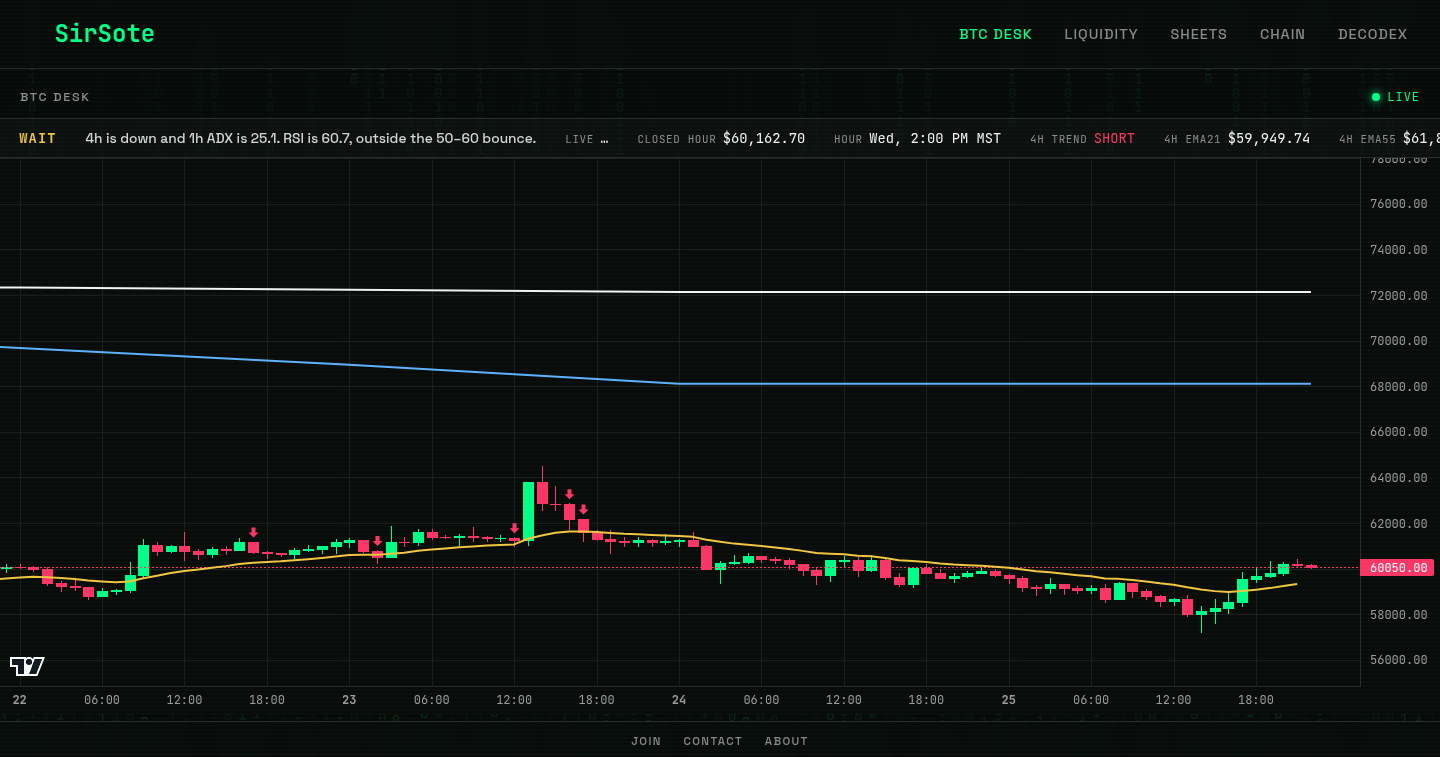 SirSote
BTC DESK LIQUIDITY SHEETS CHAIN DECODEX
BTC DESK
LIVE
WAIT 4h is down and 1h ADX is 25.1. RSI is 60.7, outside the 50–60 bounce. LIVE … CLOSED HOUR $60,162.70 HOUR Wed, 2:00 PM MST 4H TREND SHORT 4H EMA21 $59,949.74 4H EMA55 $61,8
78000.00
76000.00
74000.00
72000.00
70000.00
68000.00
66000.00
64000.00
62000.00
60050.00
58000.00
56000.00
22 06:00 12:00 18:00 23 06:00 12:00 18:00 24 06:00 12:00 18:00 25 06:00 12:00 18:00
JOIN CONTACT ABOUT